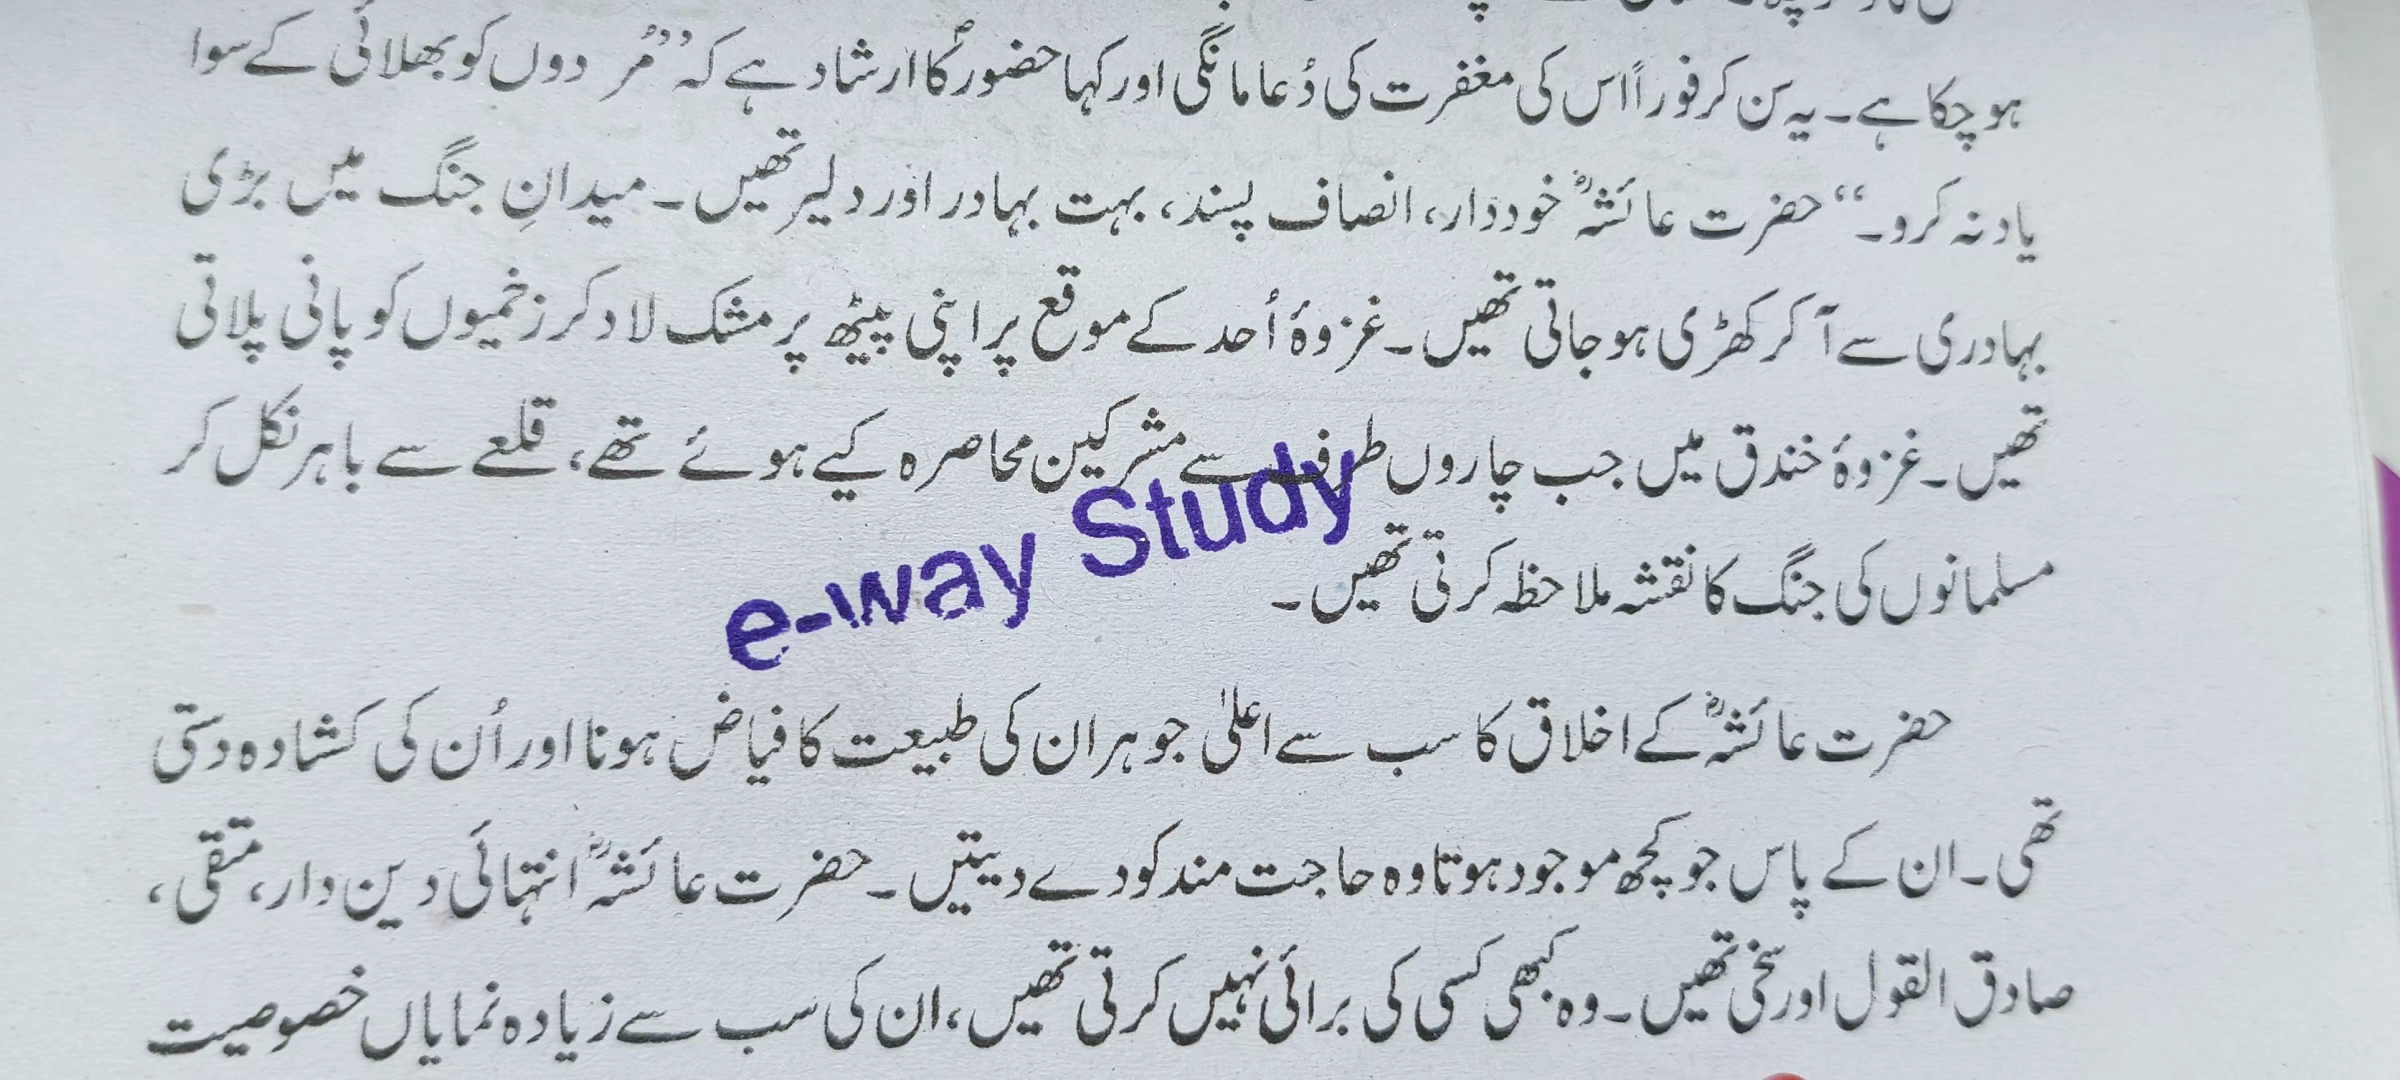 ہو چکا ہے۔ یہ سن کر فوراً اس کی مغفرت کی دُعا مانگی اور کہا حضورؐ کا ارشاد ہے کہ ”مُردوں کو بھلائی کے سوا
یاد نہ کرو۔“ حضرت عائشہؓ خوددار، انصاف پسند، بہت بہادر اور دلیر تھیں۔ میدانِ جنگ میں بڑی
بہادری سے آ کر کھڑی ہو جاتی تھیں۔ غزوۂ اُحد کے موقع پر اپنی پیٹھ پر مشک لاد کر زخمیوں کو پانی پلاتی
تھیں۔ غزوۂ خندق میں جب چاروں طرف سے مشرکین محاصرہ کیے ہوئے تھے، قلعے سے باہر نکل کر
مسلمانوں کی جنگ کا نقشہ ملاحظہ کرتی تھیں۔
e-way Study
حضرت عائشہؓ کے اخلاق کا سب سے اعلیٰ جوہر ان کی طبیعت کا فیاض ہونا اور اُن کی کشادہ دستی
تھی۔ ان کے پاس جو کچھ موجود ہوتا وہ حاجت مند کو دے دیتیں۔ حضرت عائشہؓ انتہائی دین دار، متقی،
صادق القول اور سخی تھیں۔ وہ کبھی کسی کی برائی نہیں کرتی تھیں، ان کی سب سے زیادہ نمایاں خصوصیت